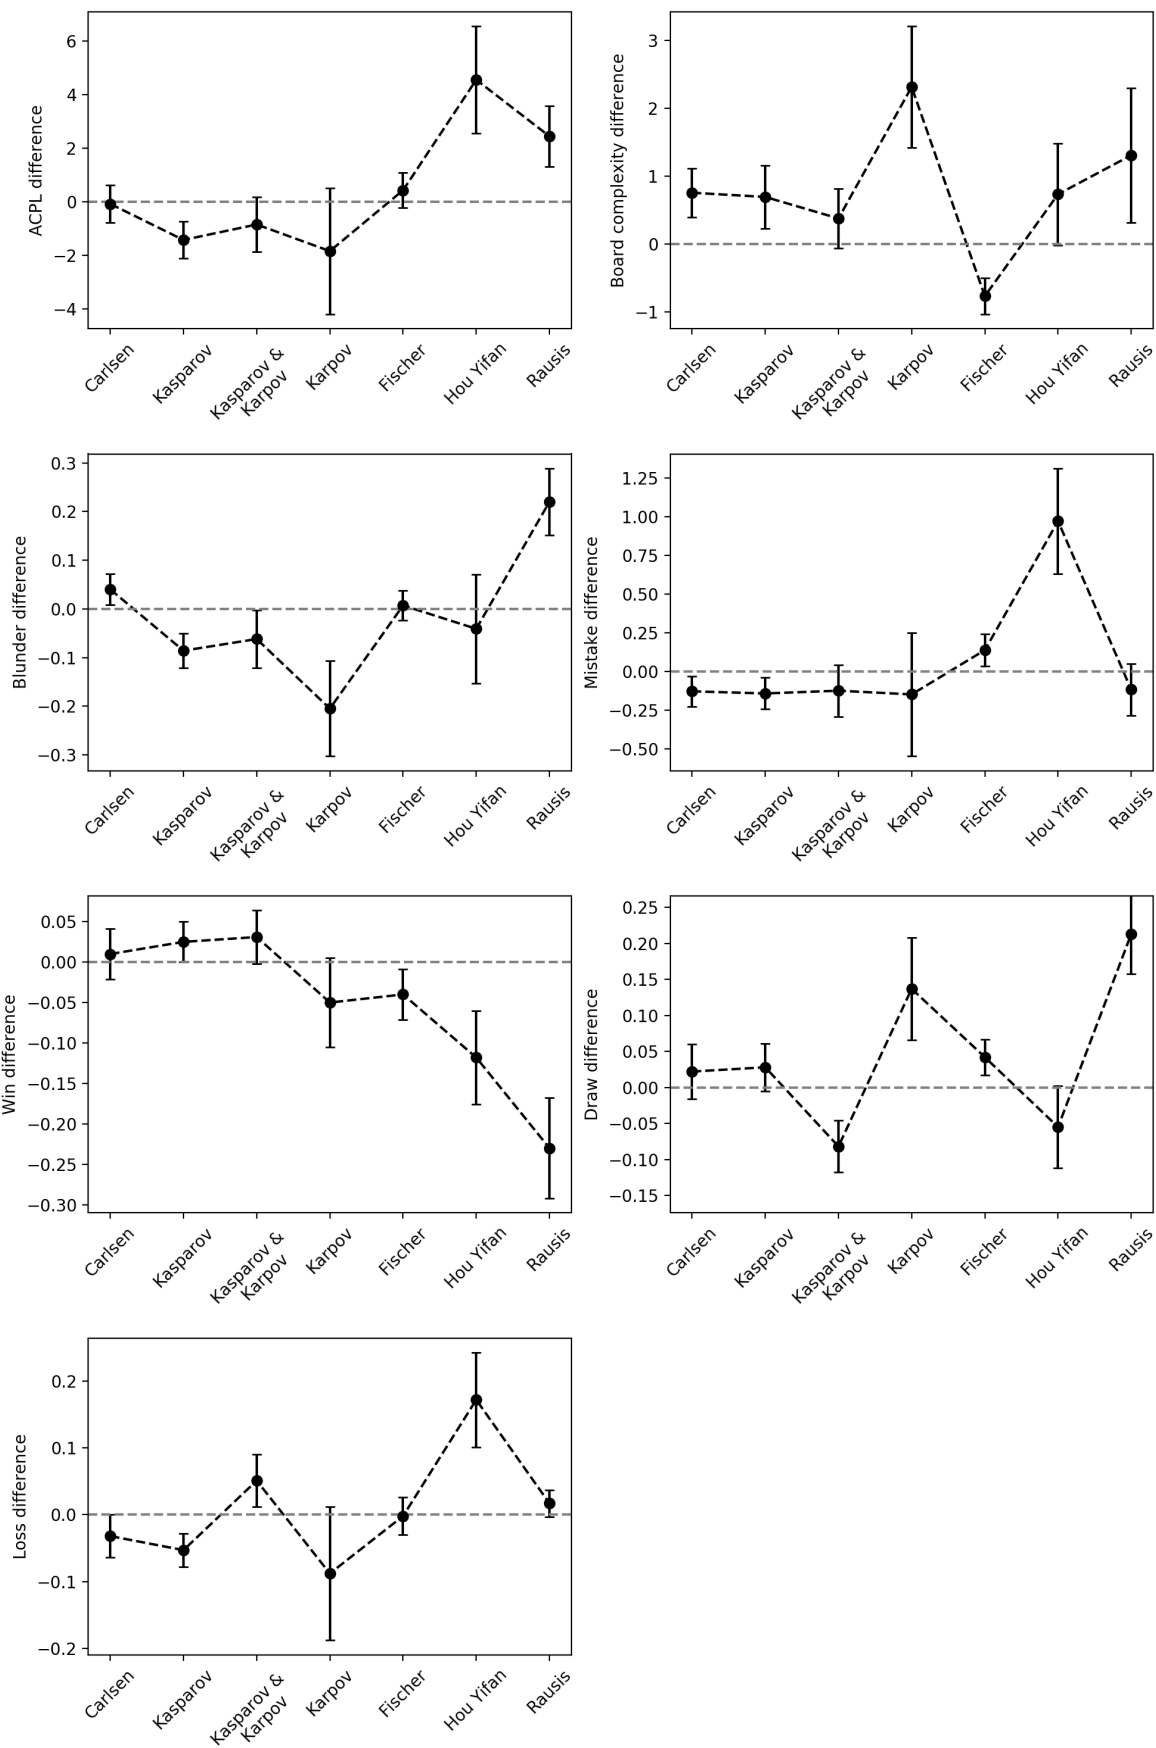 6
4
2
0
−2
−4
ACPL difference
Carlsen
Kasparov
Kasparov &
Karpov
Karpov
Fischer
Hou Yifan
Rausis
3
2
1
0
−1
Board complexity difference
Carlsen
Kasparov
Kasparov &
Karpov
Karpov
Fischer
Hou Yifan
Rausis
0.3
0.2
0.1
0.0
−0.1
−0.2
−0.3
Blunder difference
Carlsen
Kasparov
Kasparov &
Karpov
Karpov
Fischer
Hou Yifan
Rausis
1.25
1.00
0.75
0.50
0.25
0.00
−0.25
−0.50
Mistake difference
Carlsen
Kasparov
Kasparov &
Karpov
Karpov
Fischer
Hou Yifan
Rausis
0.05
0.00
−0.05
−0.10
−0.15
−0.20
−0.25
−0.30
Win difference
Carlsen
Kasparov
Kasparov &
Karpov
Karpov
Fischer
Hou Yifan
Rausis
0.25
0.20
0.15
0.10
0.05
0.00
−0.05
−0.10
−0.15
Draw difference
Carlsen
Kasparov
Kasparov &
Karpov
Karpov
Fischer
Hou Yifan
Rausis
0.2
0.1
0.0
−0.1
−0.2
Loss difference
Carlsen
Kasparov
Kasparov &
Karpov
Karpov
Fischer
Hou Yifan
Rausis